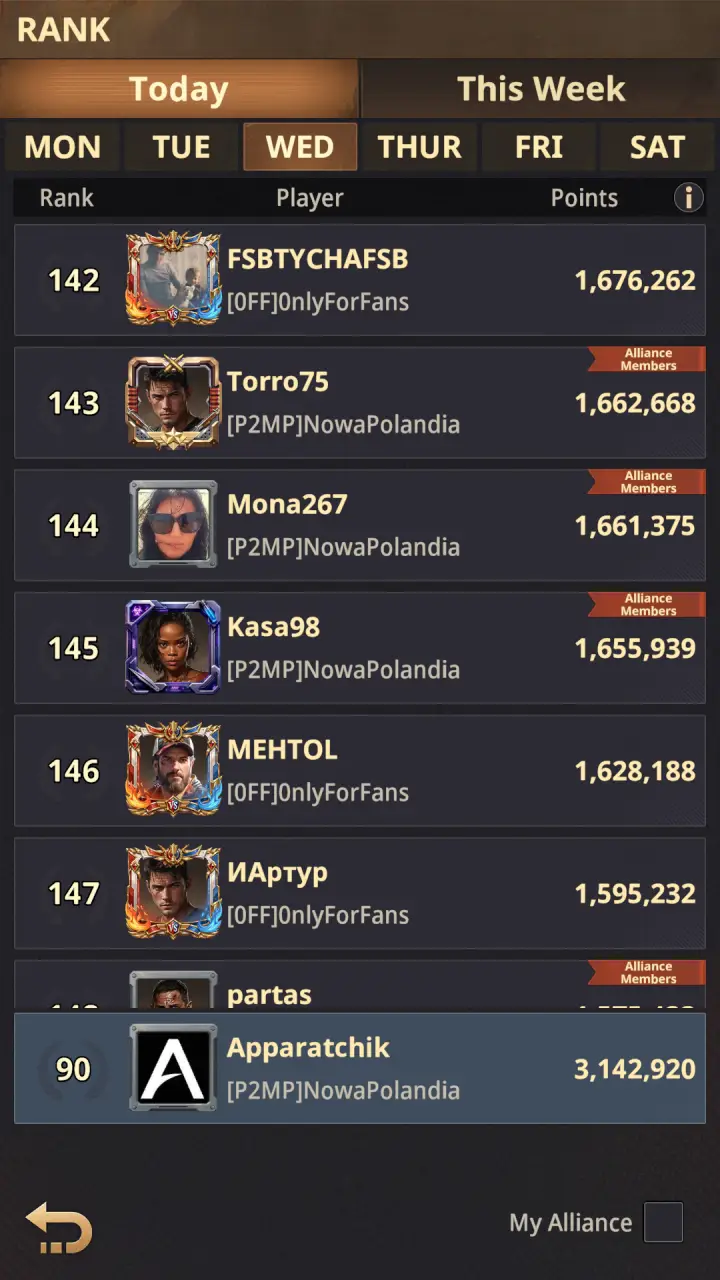 RANK
Today
This Week
MON
TUE
WED
THUR
FRI
SAT
Rank
Player
Points
142
FSBTYCHAFSB
[0FF]0nlyForFans
1,676,262
Alliance
Members
143
Torro75
[P2MP]NowaPolandia
1,662,668
Alliance
Members
144
Mona267
[P2MP]NowaPolandia
1,661,375
Alliance
Members
145
Kasa98
[P2MP]NowaPolandia
1,655,939
146
MEHTOL
[0FF]0nlyForFans
1,628,188
147
ИАртур
[0FF]0nlyForFans
1,595,232
Alliance
Members
partas
90
Apparatchik
[P2MP]NowaPolandia
3,142,920
My Alliance